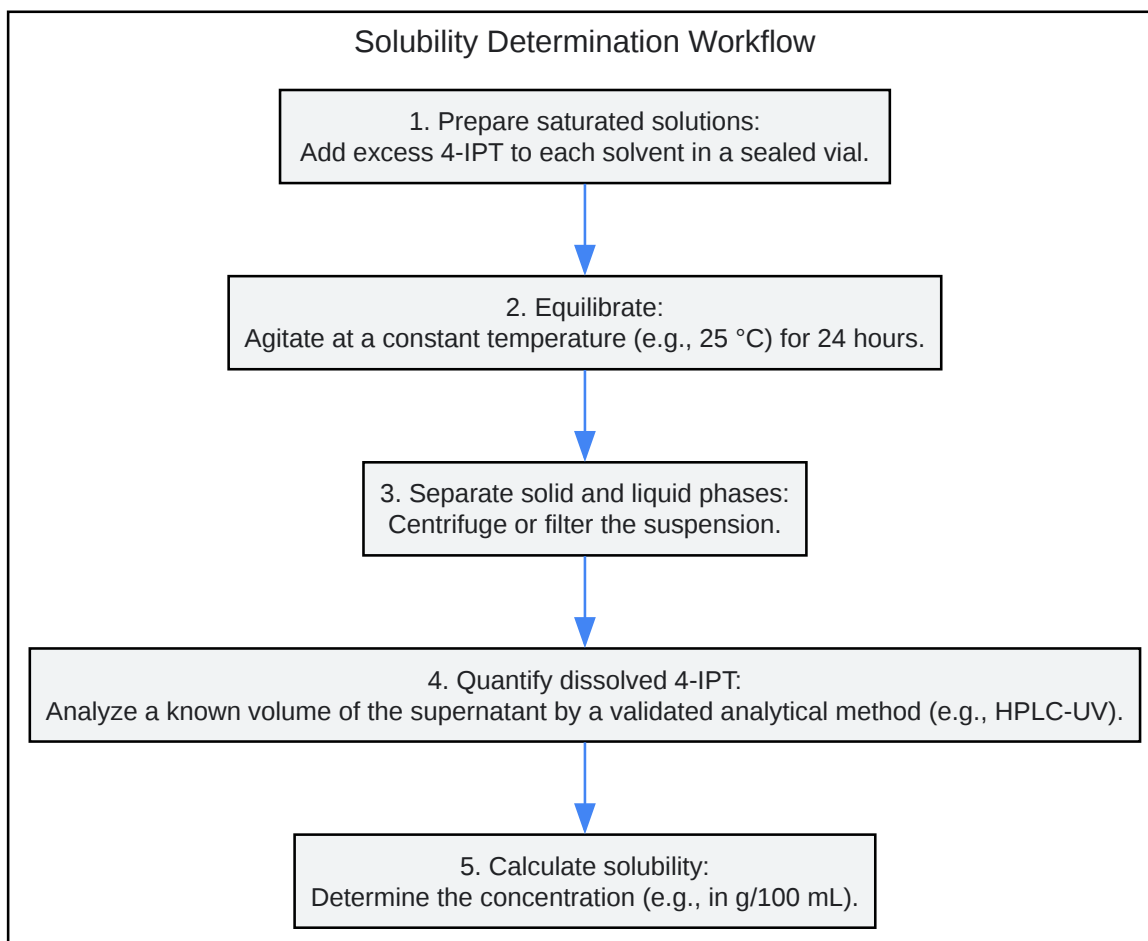 Solubility Determination Workflow
1. Prepare saturated solutions:
Add excess 4-IPT to each solvent in a sealed vial.
2. Equilibrate:
Agitate at a constant temperature (e.g., 25 °C) for 24 hours.
3. Separate solid and liquid phases:
Centrifuge or filter the suspension.
4. Quantify dissolved 4-IPT:
Analyze a known volume of the supernatant by a validated analytical method (e.g., HPLC-UV).
5. Calculate solubility:
Determine the concentration (e.g., in g/100 mL).